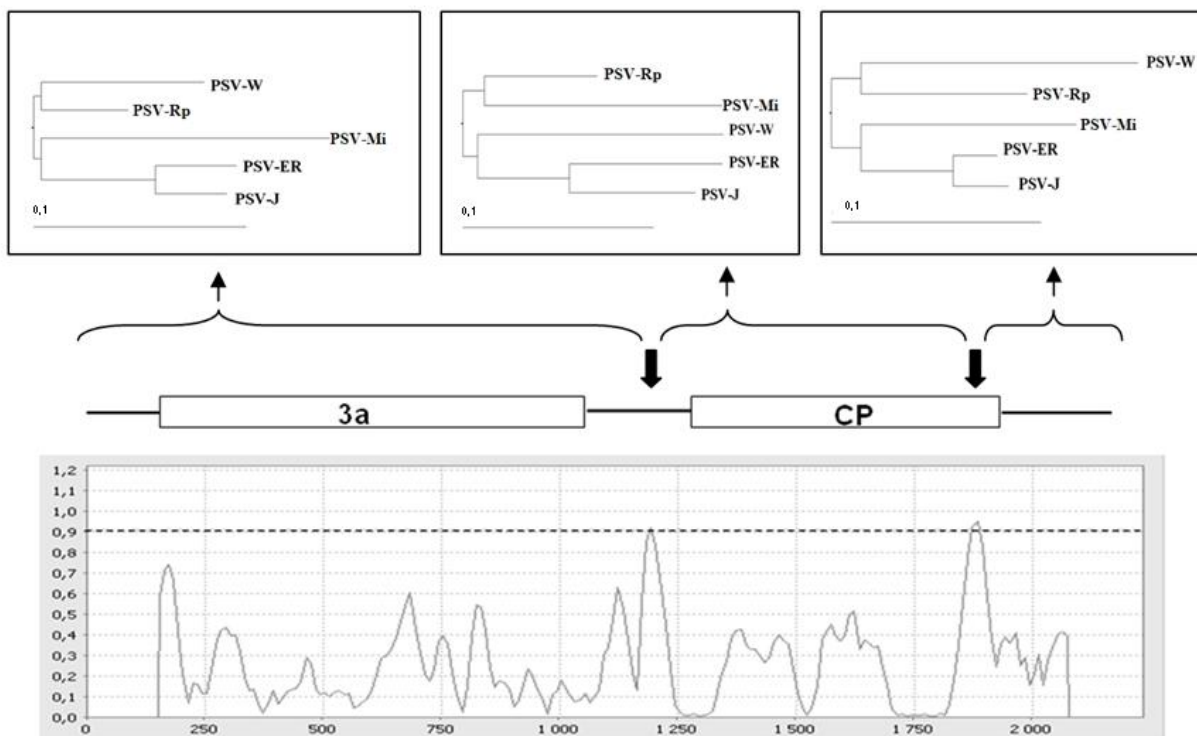 PSV-W
PSV-Rp
PSV-Mi
PSV-ER
PSV-J
0,1
PSV-Rp
PSV-Mi
PSV-W
PSV-ER
PSV-J
0,1
PSV-W
PSV-Rp
PSV-Mi
PSV-ER
PSV-J
0,1
3a
CP
1,2
1,1
1,0
0,9
0,8
0,7
0,6
0,5
0,4
0,3
0,2
0,1
0,0
0 250 500 750 1 000 1 250 1 500 1 750 2 000